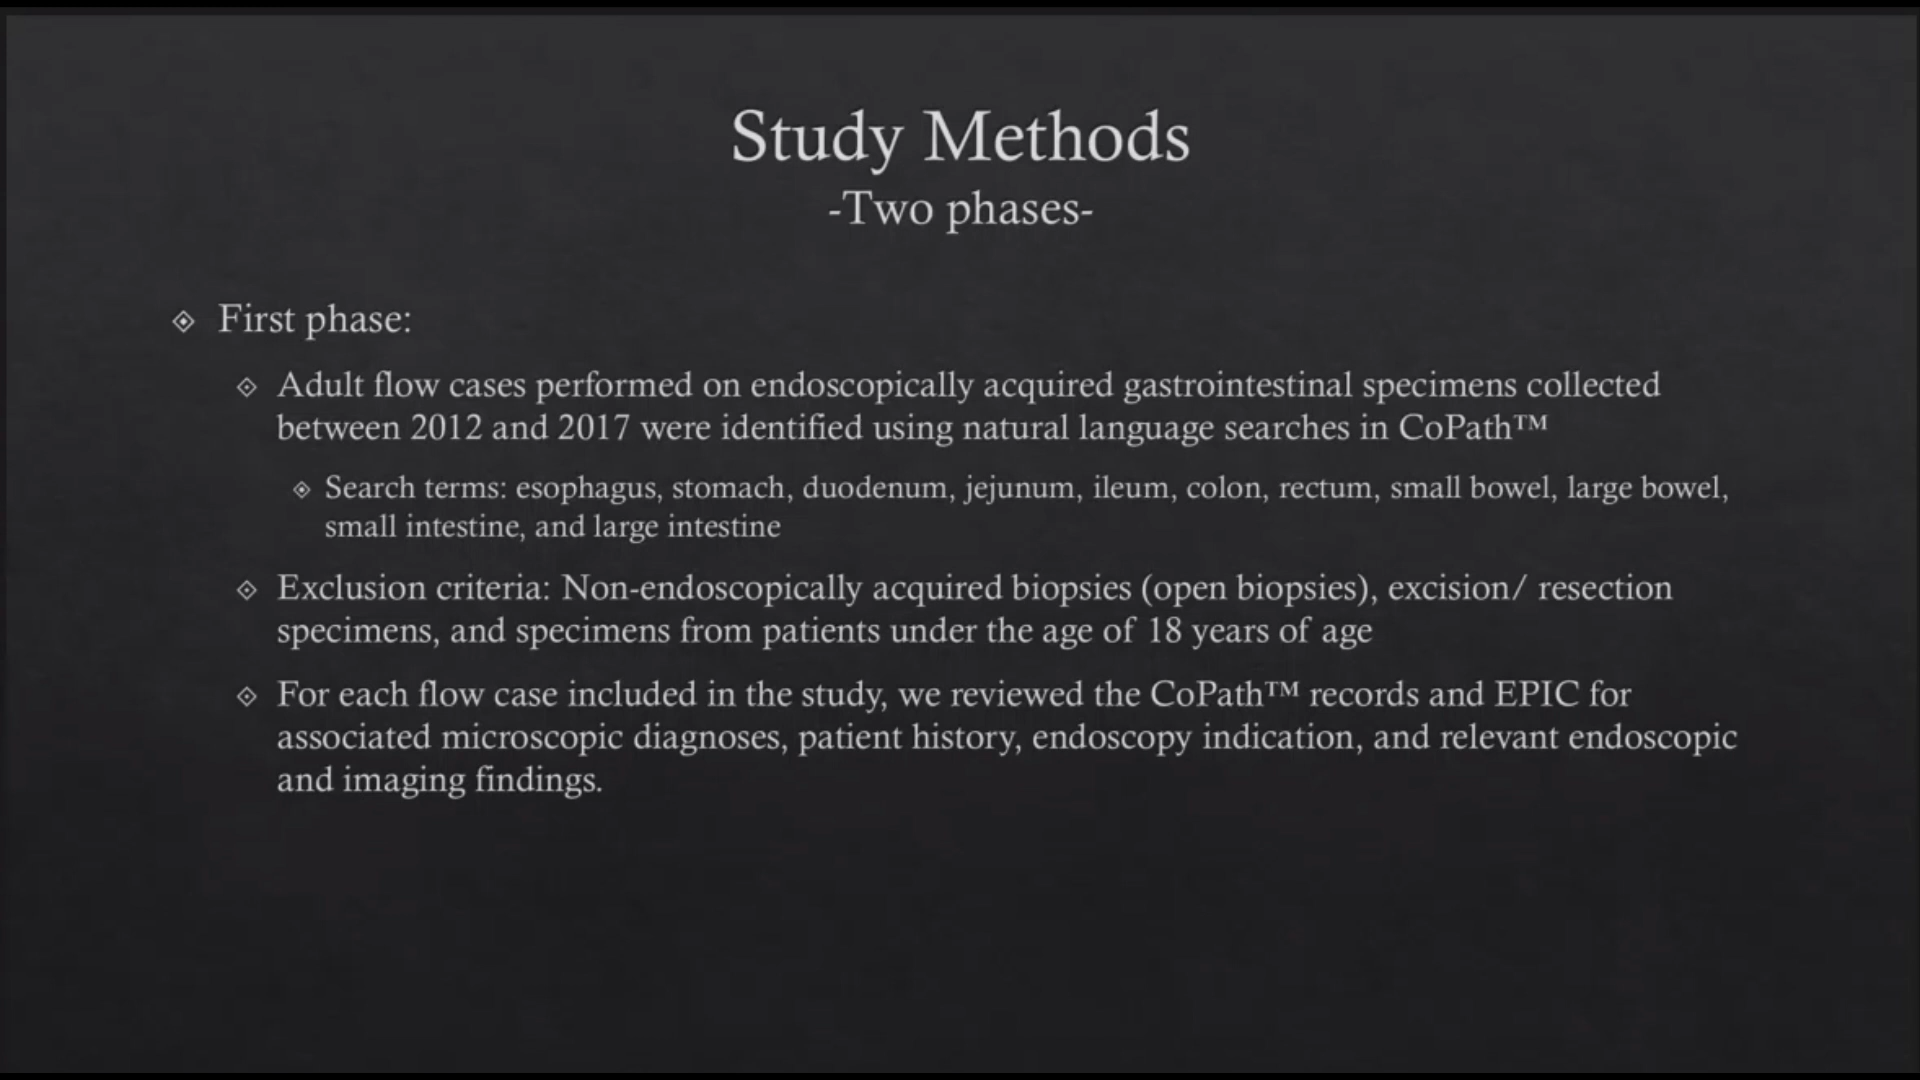 Study Methods
-Two phases-
First phase:
Adult flow cases performed on endoscopically acquired gastrointestinal specimens collected
between 2012 and 2017 were identified using natural language searches in CoPath™
Search terms: esophagus, stomach, duodenum, jejunum, ileum, colon, rectum, small bowel, large bowel,
small intestine, and large intestine
Exclusion criteria: Non-endoscopically acquired biopsies (open biopsies), excision/ resection
specimens, and specimens from patients under the age of 18 years of age
For each flow case included in the study, we reviewed the CoPath™ records and EPIC for
associated microscopic diagnoses, patient history, endoscopy indication, and relevant endoscopic
and imaging findings.